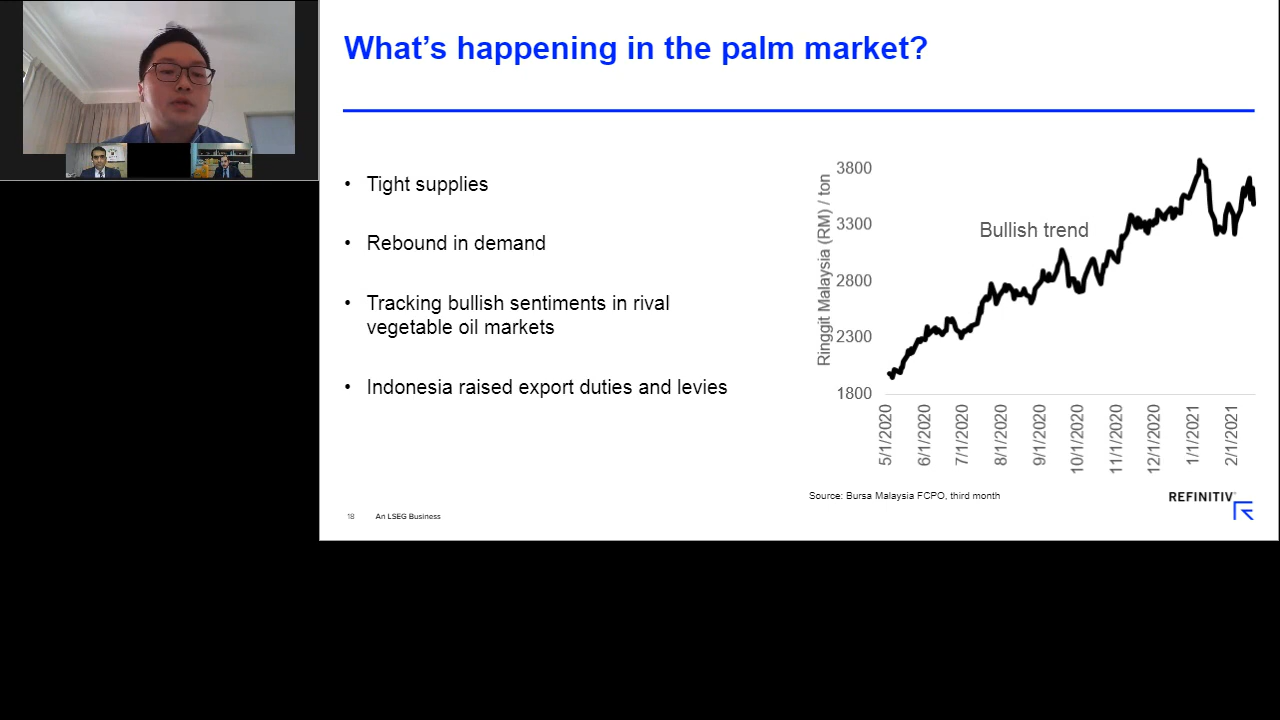 What's happening in the palm market?
• Tight supplies
• Rebound in demand
• Tracking bullish sentiments in rival
vegetable oil markets
• Indonesia raised export duties and levies
Ringgit Malaysia (RM) / ton
3800
3300
2800
2300
1800
Bullish trend
5/1/2020
6/1/2020
7/1/2020
8/1/2020
9/1/2020
10/1/2020
11/1/2020
12/1/2020
1/1/2021
2/1/2021
Source: Bursa Malaysia FCPO, third month
REFINITIV
18 An LSEG Business